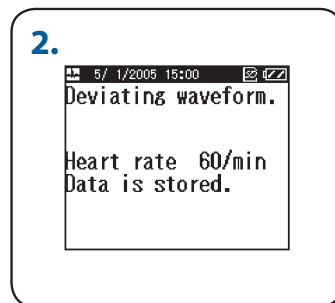 2.
5/ 1/2005 15:00
Deviating waveform.
Heart rate 60/min
Data is stored.